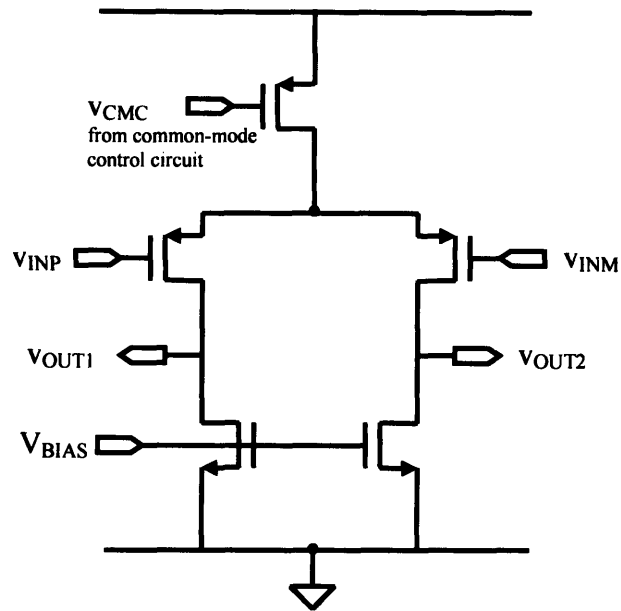 VCMC
from common-mode
control circuit
VINP
VINM
VOUT1
VOUT2
VBIAS